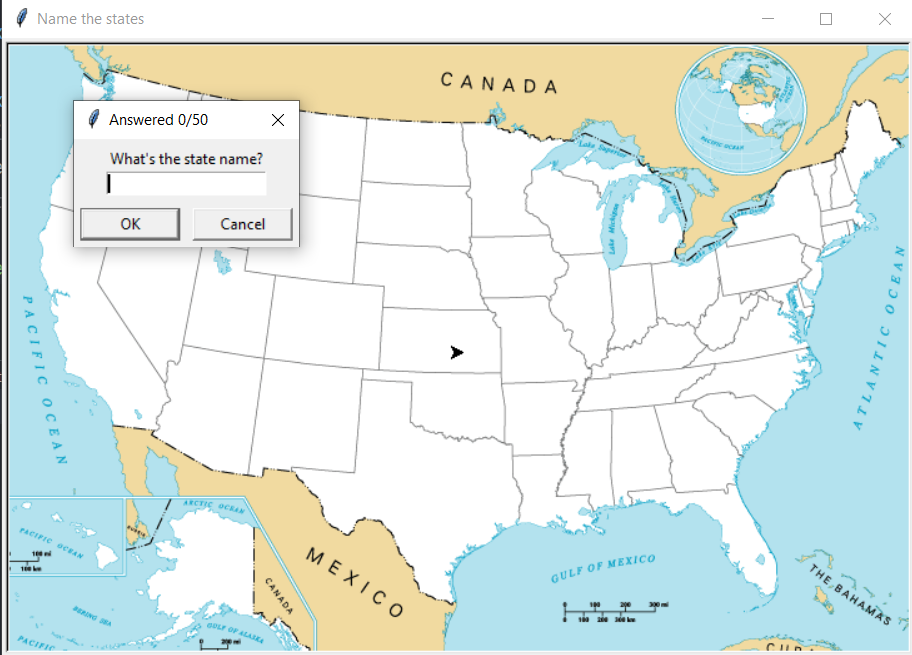 Name the states
CANADA
Answered 0/50
What's the state name?
OK
Cancel
Lake Superior
Lake Michigan
PACIFIC OCEAN
PACIFIC OCEAN
ATLANTIC OCEAN
ARCTIC OCEAN
PACIFIC OCEAN
100 mi
100 km
MEXICO
CANADA
BERING SEA
GULF OF ALASKA
PACIFIC
0 200 mi
GULF OF MEXICO
0 100 200 300 mi
0 100 200 300 km
THE BAHAMAS
CUBA